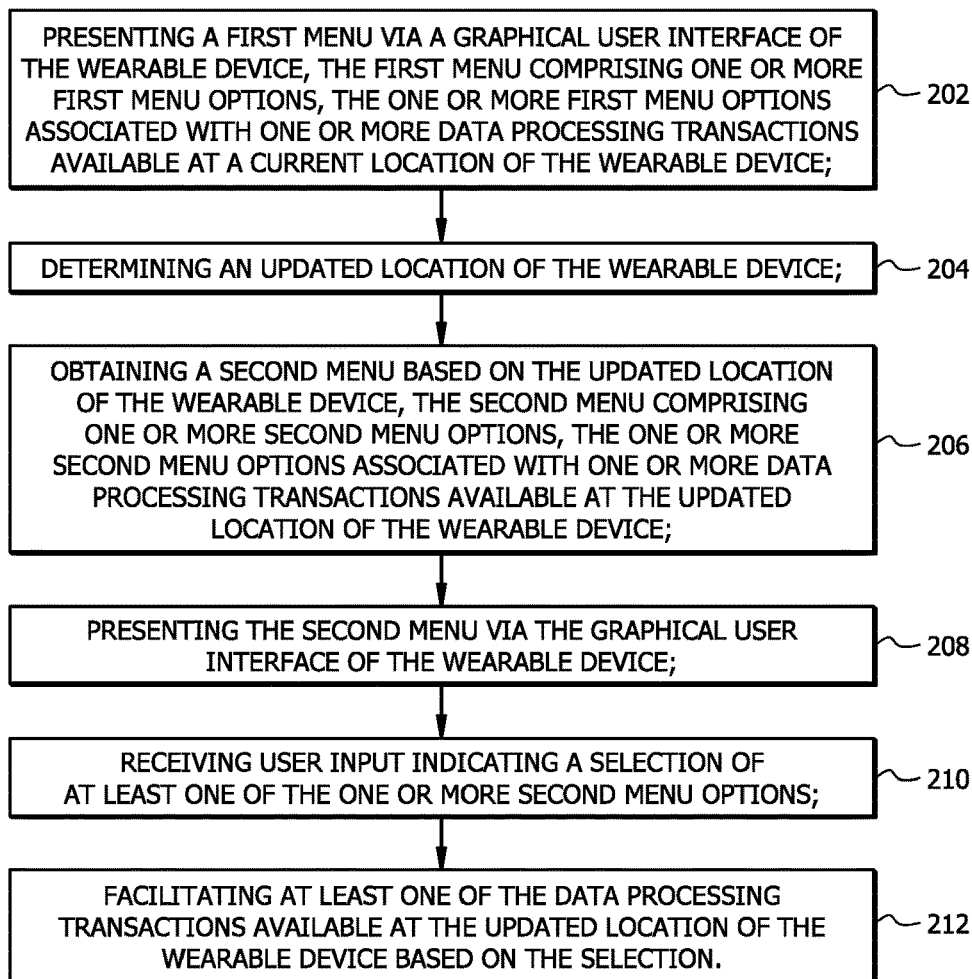 PRESENTING A FIRST MENU VIA A GRAPHICAL USER INTERFACE OF
THE WEARABLE DEVICE, THE FIRST MENU COMPRISING ONE OR MORE
FIRST MENU OPTIONS, THE ONE OR MORE FIRST MENU OPTIONS
ASSOCIATED WITH ONE OR MORE DATA PROCESSING TRANSACTIONS
AVAILABLE AT A CURRENT LOCATION OF THE WEARABLE DEVICE;
202
DETERMINING AN UPDATED LOCATION OF THE WEARABLE DEVICE;
204
OBTAINING A SECOND MENU BASED ON THE UPDATED LOCATION
OF THE WEARABLE DEVICE, THE SECOND MENU COMPRISING
ONE OR MORE SECOND MENU OPTIONS, THE ONE OR MORE
SECOND MENU OPTIONS ASSOCIATED WITH ONE OR MORE DATA
PROCESSING TRANSACTIONS AVAILABLE AT THE UPDATED
LOCATION OF THE WEARABLE DEVICE;
206
PRESENTING THE SECOND MENU VIA THE GRAPHICAL USER
INTERFACE OF THE WEARABLE DEVICE;
208
RECEIVING USER INPUT INDICATING A SELECTION OF
AT LEAST ONE OF THE ONE OR MORE SECOND MENU OPTIONS;
210
FACILITATING AT LEAST ONE OF THE DATA PROCESSING
TRANSACTIONS AVAILABLE AT THE UPDATED LOCATION OF THE
WEARABLE DEVICE BASED ON THE SELECTION.
212